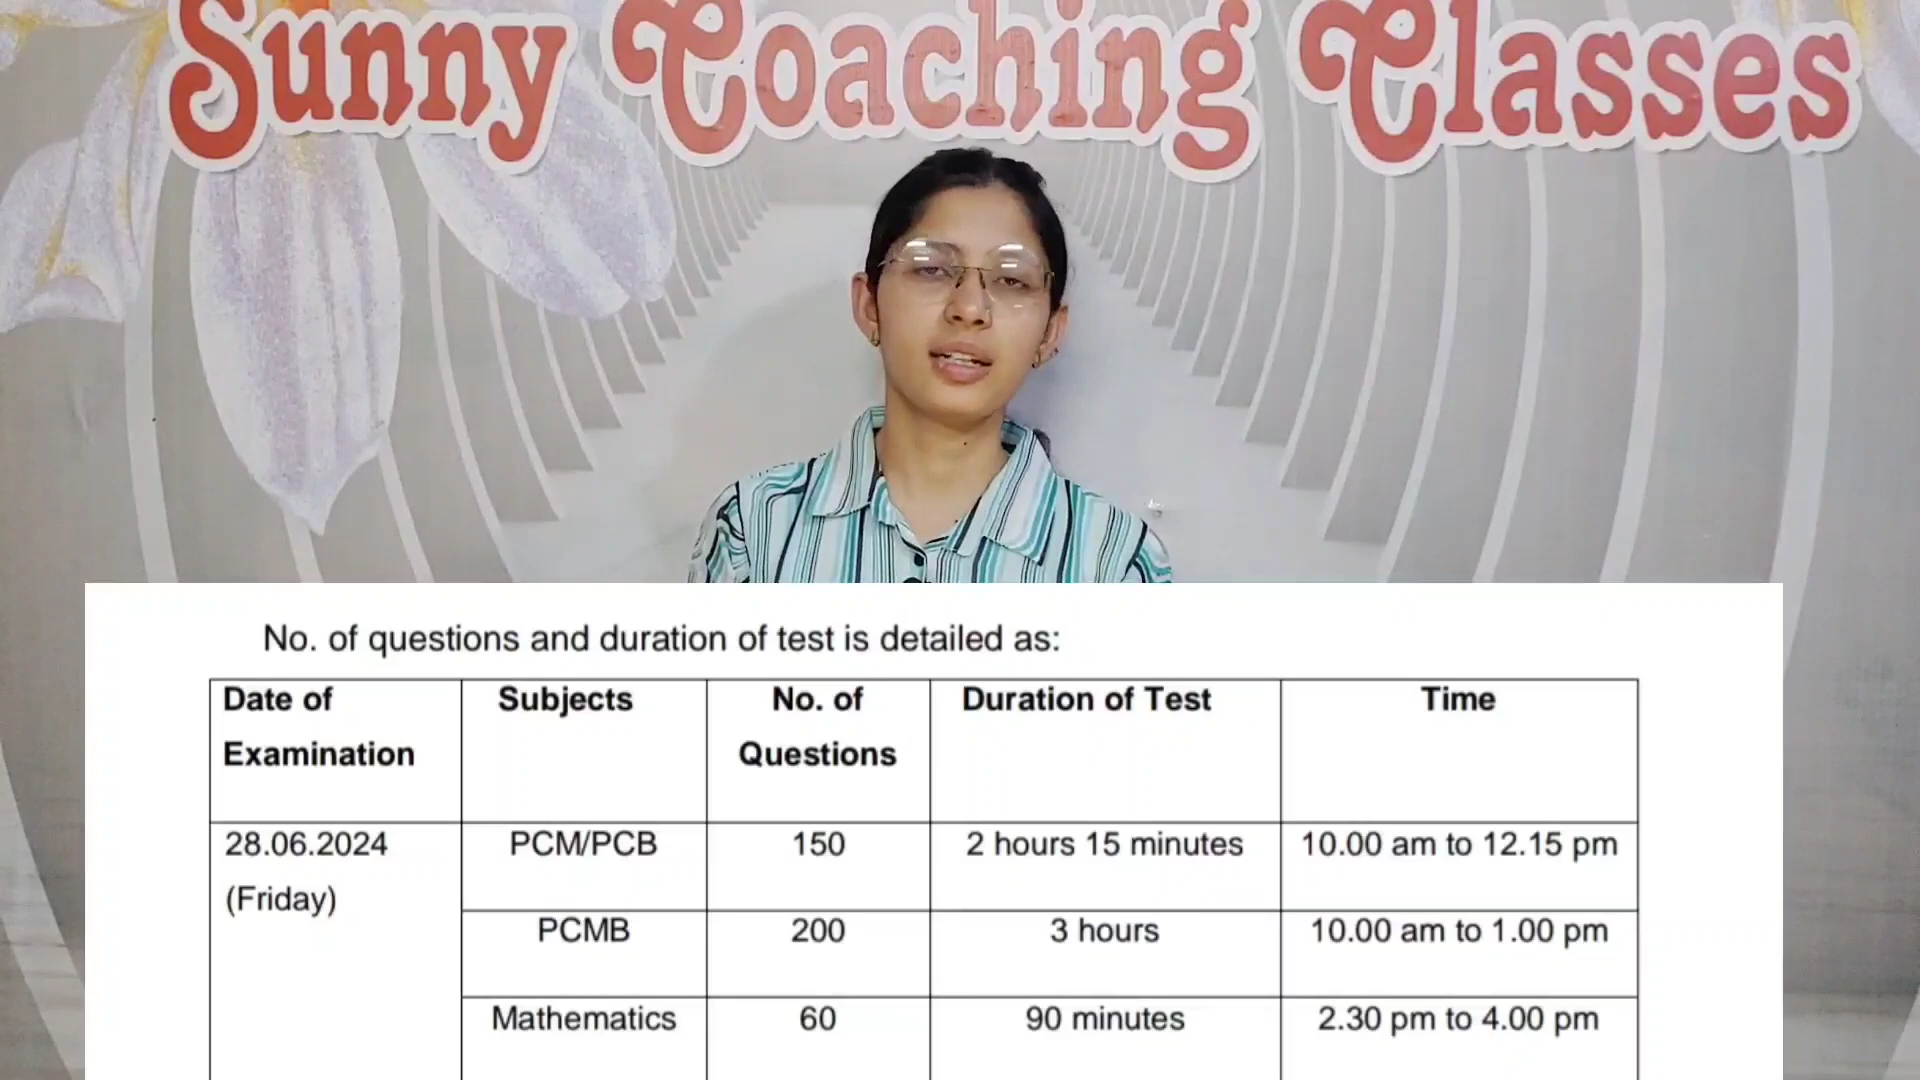 Sunny Coaching Classes
No. of questions and duration of test is detailed as:
Date of Examination Subjects No. of Questions Duration of Test Time
28.06.2024 (Friday) PCM/PCB 150 2 hours 15 minutes 10.00 am to 12.15 pm
PCMB 200 3 hours 10.00 am to 1.00 pm
Mathematics 60 90 minutes 2.30 pm to 4.00 pm